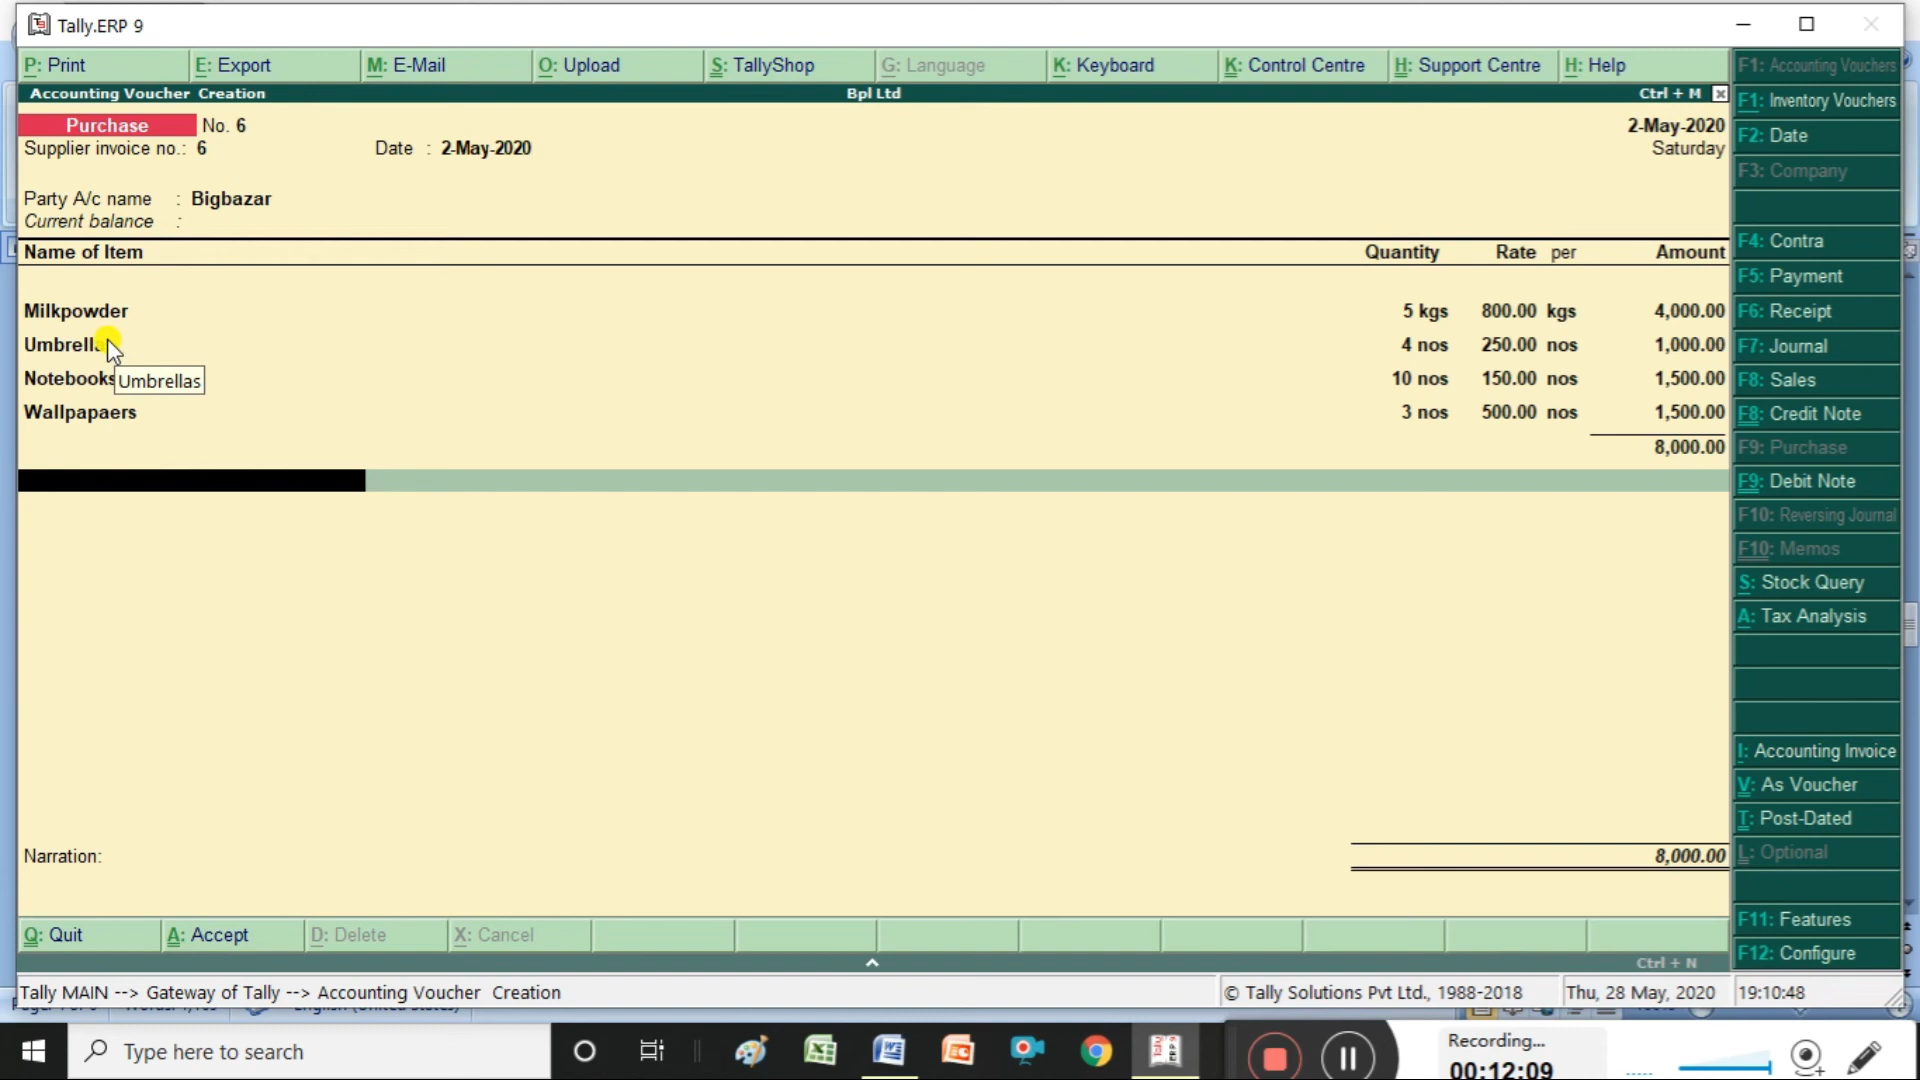 Tally.ERP 9
P: Print E: Export M: E-Mail O: Upload S: TallyShop G: Language K: Keyboard K: Control Centre H: Support Centre H: Help
Accounting Voucher Creation Bpl Ltd Ctrl + M
Purchase No. 6 2-May-2020
Supplier invoice no.: 6 Date : 2-May-2020 Saturday
Party A/c name : Bigbazar
Current balance :
Name of Item Quantity Rate per Amount
Milkpowder 5 kgs 800.00 kgs 4,000.00
Umbrella 4 nos 250.00 nos 1,000.00
Notebooks 10 nos 150.00 nos 1,500.00
Umbrellas
Wallpapaers 3 nos 500.00 nos 1,500.00
8,000.00
Narration: 8,000.00
Q: Quit A: Accept D: Delete X: Cancel
Ctrl + N
F1: Accounting Vouchers
F1: Inventory Vouchers
F2: Date
F3: Company
F4: Contra
F5: Payment
F6: Receipt
F7: Journal
F8: Sales
F8: Credit Note
F9: Purchase
F9: Debit Note
F10: Reversing Journal
F10: Memos
S: Stock Query
A: Tax Analysis
I: Accounting Invoice
V: As Voucher
T: Post-Dated
L: Optional
F11: Features
F12: Configure
Tally MAIN --> Gateway of Tally --> Accounting Voucher Creation © Tally Solutions Pvt Ltd., 1988-2018 Thu, 28 May, 2020 19:10:48
Type here to search
Recording...
00:12:09